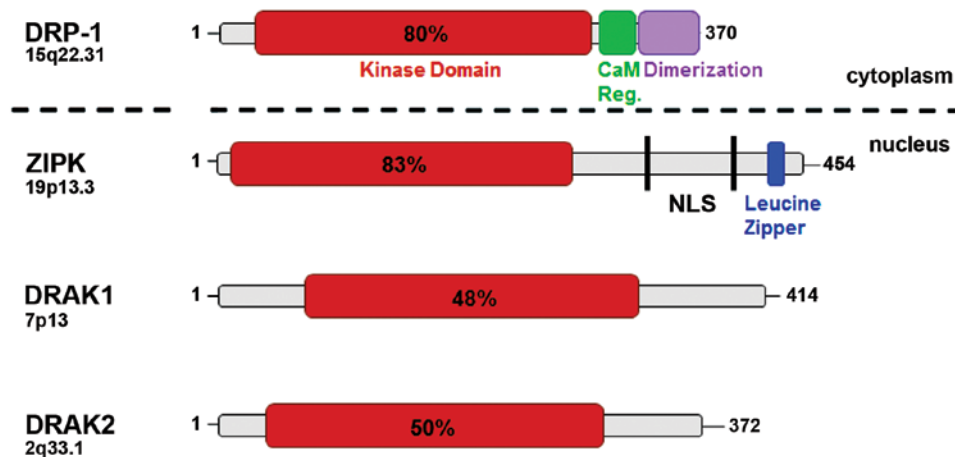 DRP-1
15q22.31
1
80%
370
Kinase Domain
CaM
Reg.
Dimerization
cytoplasm
nucleus
ZIPK
19p13.3
1
83%
454
NLS
Leucine
Zipper
DRAK1
7p13
1
48%
414
DRAK2
2q33.1
1
50%
372